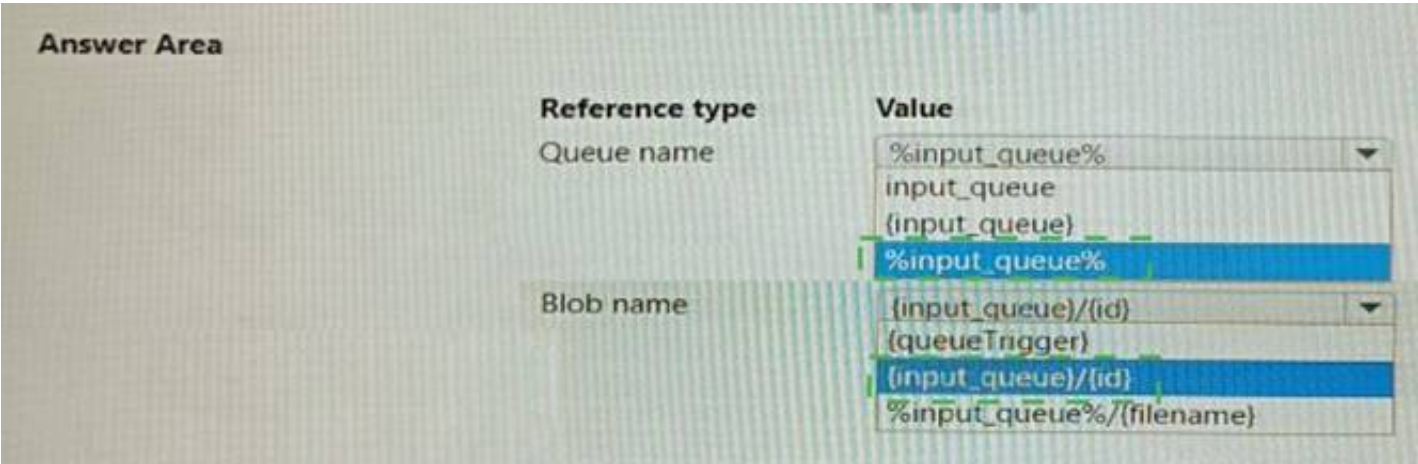 Answer Area
Reference type Value
Queue name %input_queue%
input_queue
{input_queue}
%input_queue%
Blob name {input_queue}/{id}
{queueTrigger}
{input_queue}/{id}
%input_queue%/{filename}